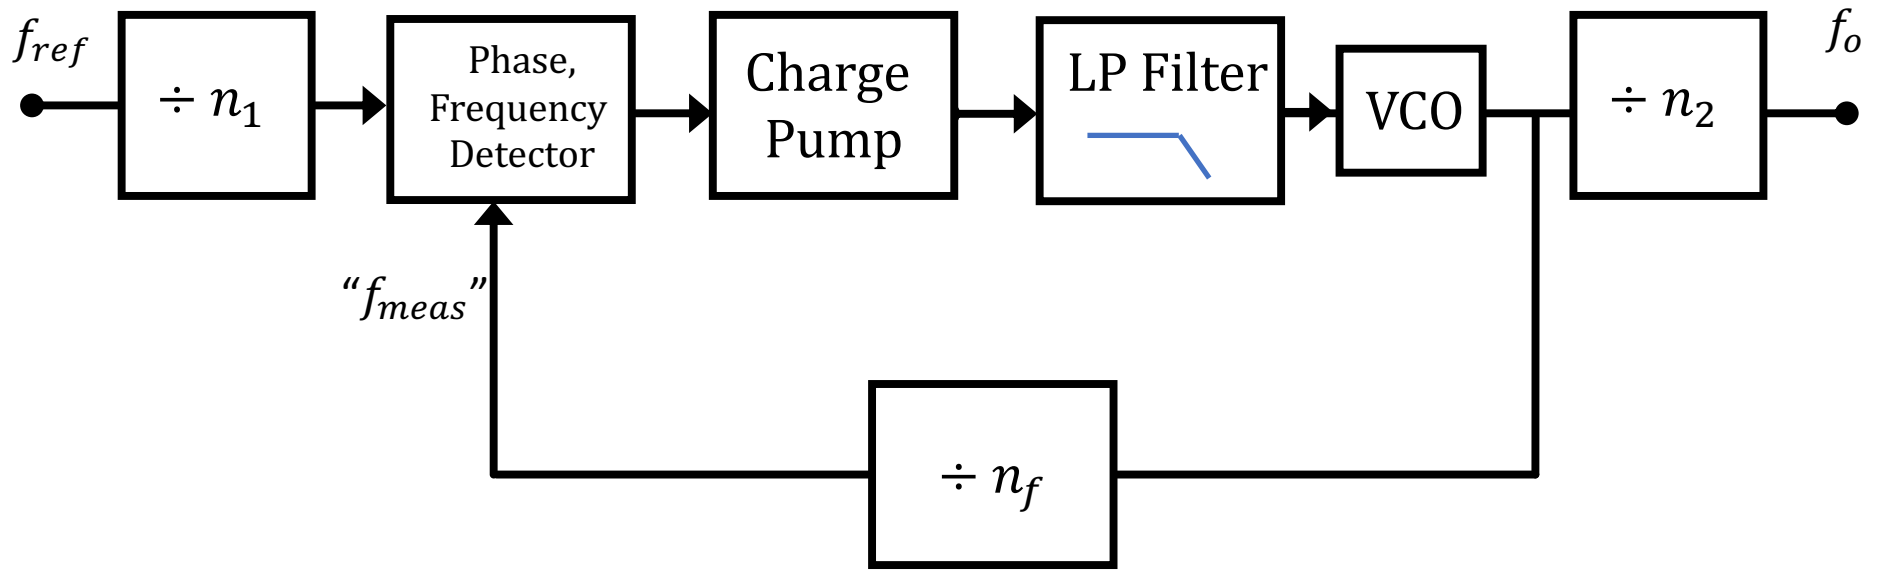 f_ref
÷ n_1
Phase,
Frequency
Detector
Charge
Pump
LP Filter
VCO
÷ n_2
f_o
“f_meas”
÷ n_f